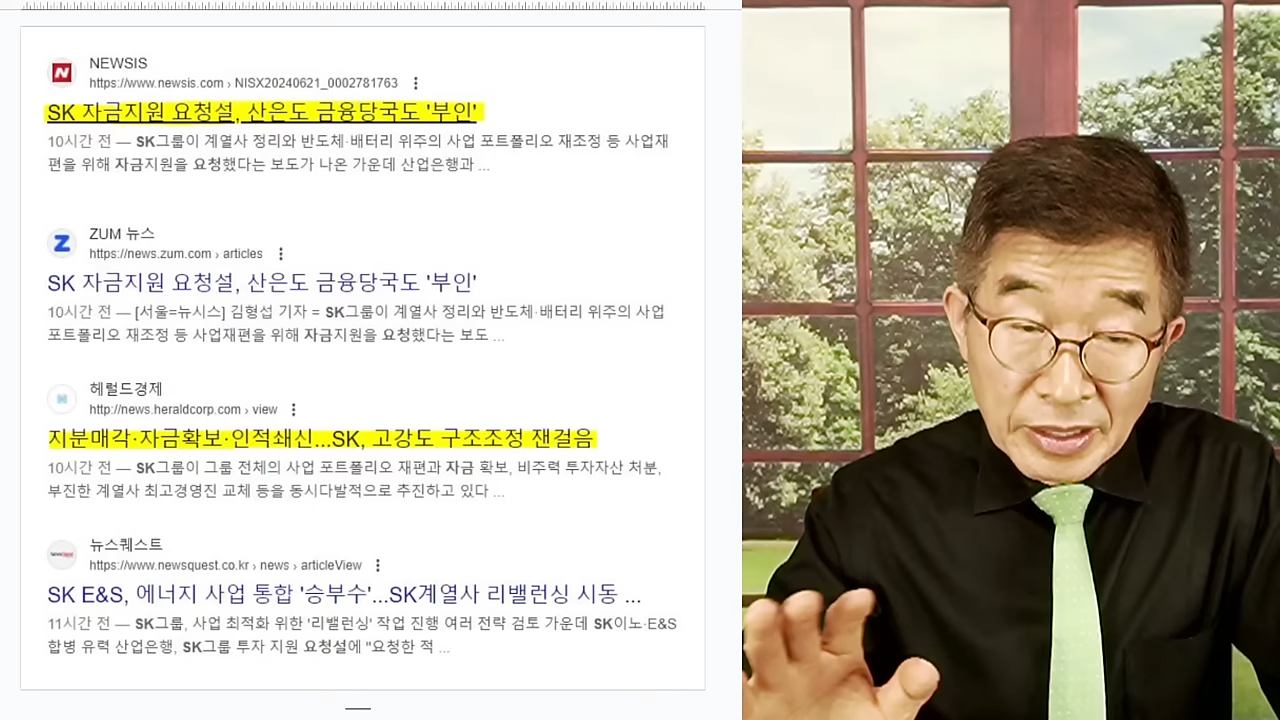 NEWSIS
https://www.newsis.com › NISX20240621_0002781763
SK 자금지원 요청설, 산은도 금융당국도 '부인'
10시간 전 — SK그룹이 계열사 정리와 반도체·배터리 위주의 사업 포트폴리오 재조정 등 사업재
편을 위해 자금지원을 요청했다는 보도가 나온 가운데 산업은행과 ...
ZUM 뉴스
https://news.zum.com › articles
SK 자금지원 요청설, 산은도 금융당국도 '부인'
10시간 전 — [서울=뉴시스] 김형섭 기자 = SK그룹이 계열사 정리와 반도체·배터리 위주의 사업
포트폴리오 재조정 등 사업재편을 위해 자금지원을 요청했다는 보도 ...
헤럴드경제
http://news.heraldcorp.com › view
지분매각·자금확보·인적쇄신...SK, 고강도 구조조정 잰걸음
10시간 전 — SK그룹이 그룹 전체의 사업 포트폴리오 재편과 자금 확보, 비주력 투자자산 처분,
부진한 계열사 최고경영진 교체 등을 동시다발적으로 추진하고 있다 ...
뉴스퀘스트
https://www.newsquest.co.kr › news › articleView
SK E&S, 에너지 사업 통합 '승부수'...SK계열사 리밸런싱 시동 ...
11시간 전 — SK그룹, 사업 최적화 위한 '리밸런싱' 작업 진행 여러 전략 검토 가운데 SK이노·E&S
합병 유력 산업은행, SK그룹 투자 지원 요청설에 "요청한 적 ...